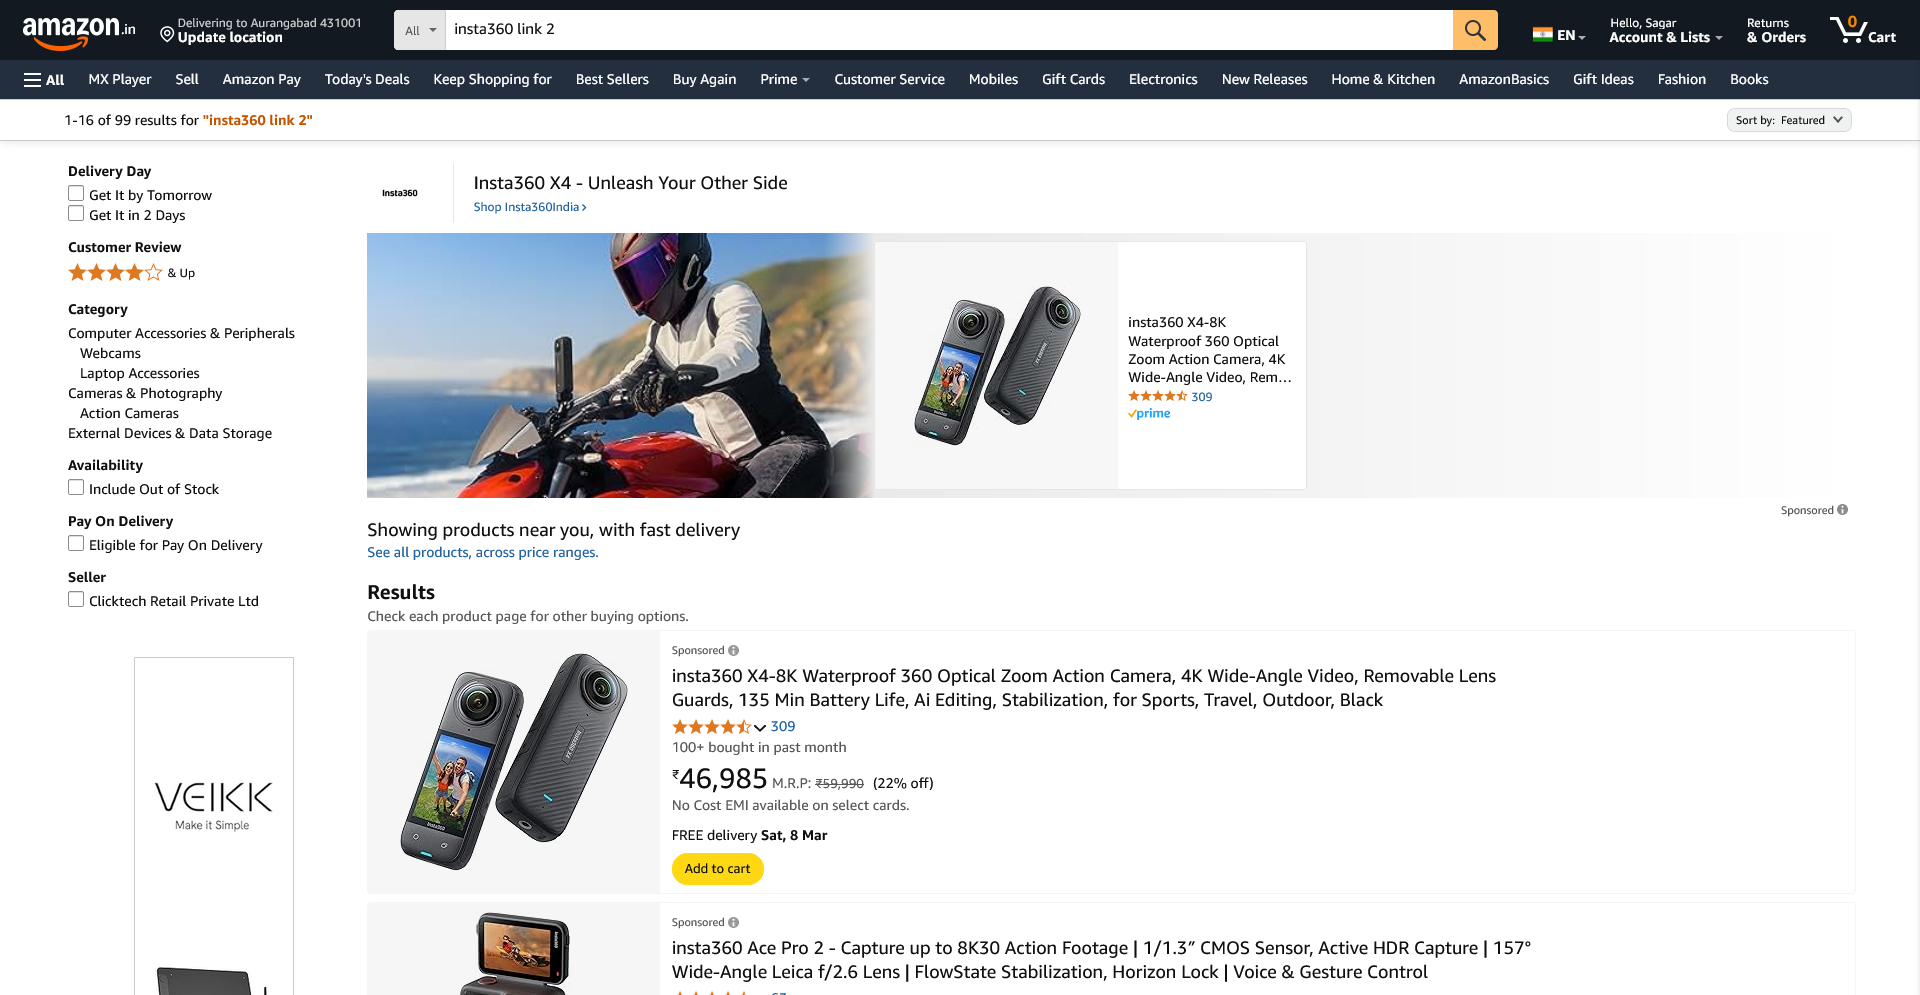 amazon.in
Delivering to Aurangabad 431001
Update location
All
insta360 link 2
EN
Hello, Sagar
Account & Lists
Returns
& Orders
0
Cart
All
MX Player
Sell
Amazon Pay
Today's Deals
Keep Shopping for
Best Sellers
Buy Again
Prime
Customer Service
Mobiles
Gift Cards
Electronics
New Releases
Home & Kitchen
AmazonBasics
Gift Ideas
Fashion
Books
1-16 of 99 results for "insta360 link 2"
Sort by: Featured
Delivery Day
Get It by Tomorrow
Get It in 2 Days
Customer Review
& Up
Category
Computer Accessories & Peripherals
Webcams
Laptop Accessories
Cameras & Photography
Action Cameras
External Devices & Data Storage
Availability
Include Out of Stock
Pay On Delivery
Eligible for Pay On Delivery
Seller
Clicktech Retail Private Ltd
VEIKK
Make it Simple
Insta360
Insta360 X4 - Unleash Your Other Side
Shop Insta360India ›
insta360 X4-8K
Waterproof 360 Optical
Zoom Action Camera, 4K
Wide-Angle Video, Rem...
309
prime
Sponsored
Showing products near you, with fast delivery
See all products, across price ranges.
Results
Check each product page for other buying options.
Sponsored
insta360 X4-8K Waterproof 360 Optical Zoom Action Camera, 4K Wide-Angle Video, Removable Lens
Guards, 135 Min Battery Life, Ai Editing, Stabilization, for Sports, Travel, Outdoor, Black
309
100+ bought in past month
₹46,985 M.R.P: ₹59,990 (22% off)
No Cost EMI available on select cards.
FREE delivery Sat, 8 Mar
Add to cart
Sponsored
insta360 Ace Pro 2 - Capture up to 8K30 Action Footage | 1/1.3” CMOS Sensor, Active HDR Capture | 157°
Wide-Angle Leica f/2.6 Lens | FlowState Stabilization, Horizon Lock | Voice & Gesture Control